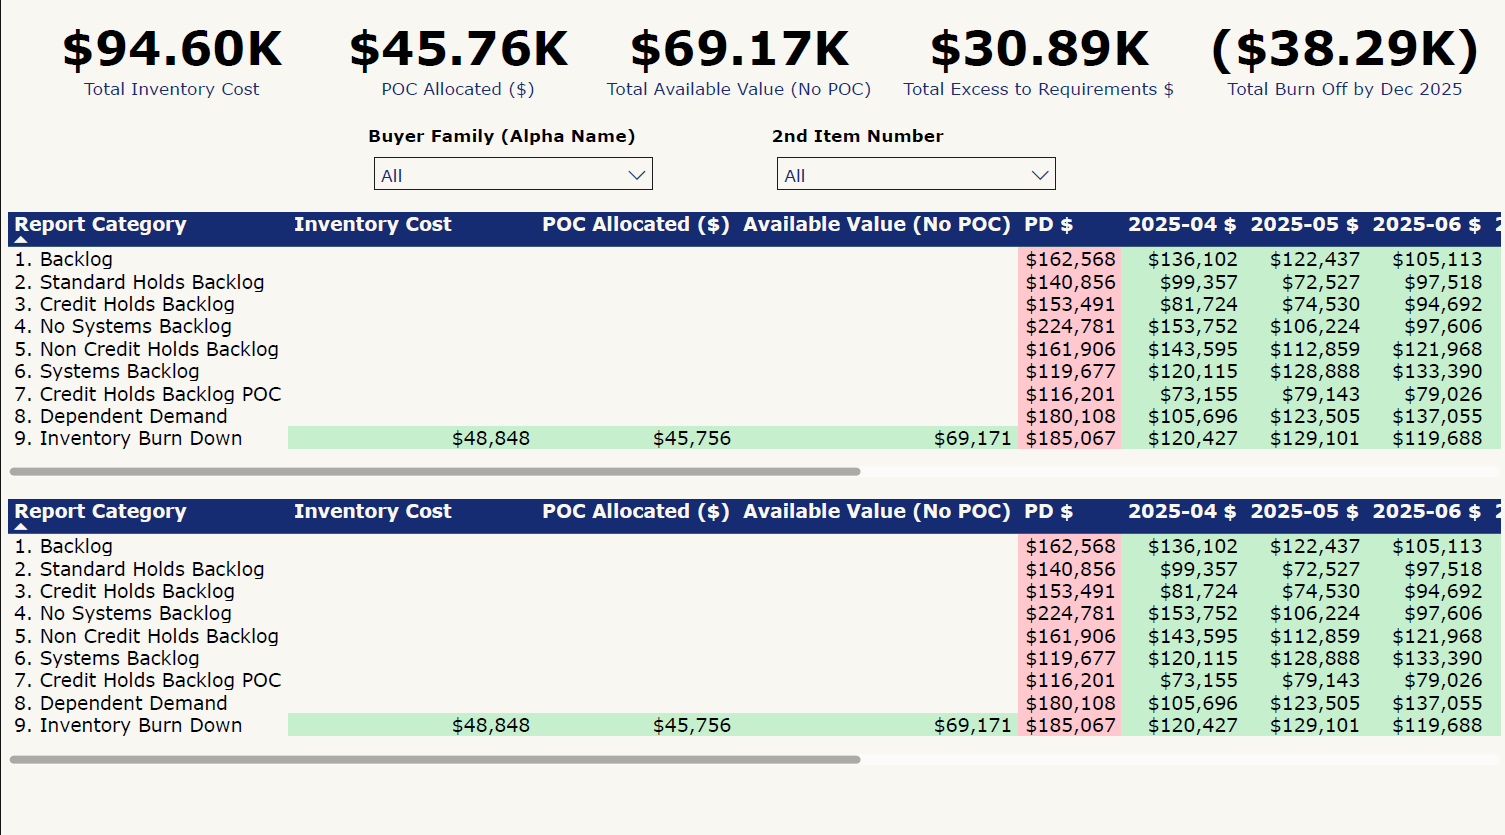 $94.60K $45.76K $69.17K $30.89K ($38.29K)
Total Inventory Cost POC Allocated ($) Total Available Value (No POC) Total Excess to Requirements $ Total Burn Off by Dec 2025
Buyer Family (Alpha Name) 2nd Item Number
All All
Report Category Inventory Cost POC Allocated ($) Available Value (No POC) PD $ 2025-04 $ 2025-05 $ 2025-06 $
1. Backlog $162,568 $136,102 $122,437 $105,113
2. Standard Holds Backlog $140,856 $99,357 $72,527 $97,518
3. Credit Holds Backlog $153,491 $81,724 $74,530 $94,692
4. No Systems Backlog $224,781 $153,752 $106,224 $97,606
5. Non Credit Holds Backlog $161,906 $143,595 $112,859 $121,968
6. Systems Backlog $119,677 $120,115 $128,888 $133,390
7. Credit Holds Backlog POC $116,201 $73,155 $79,143 $79,026
8. Dependent Demand $180,108 $105,696 $123,505 $137,055
9. Inventory Burn Down $48,848 $45,756 $69,171 $185,067 $120,427 $129,101 $119,688
Report Category Inventory Cost POC Allocated ($) Available Value (No POC) PD $ 2025-04 $ 2025-05 $ 2025-06 $
1. Backlog $162,568 $136,102 $122,437 $105,113
2. Standard Holds Backlog $140,856 $99,357 $72,527 $97,518
3. Credit Holds Backlog $153,491 $81,724 $74,530 $94,692
4. No Systems Backlog $224,781 $153,752 $106,224 $97,606
5. Non Credit Holds Backlog $161,906 $143,595 $112,859 $121,968
6. Systems Backlog $119,677 $120,115 $128,888 $133,390
7. Credit Holds Backlog POC $116,201 $73,155 $79,143 $79,026
8. Dependent Demand $180,108 $105,696 $123,505 $137,055
9. Inventory Burn Down $48,848 $45,756 $69,171 $185,067 $120,427 $129,101 $119,688